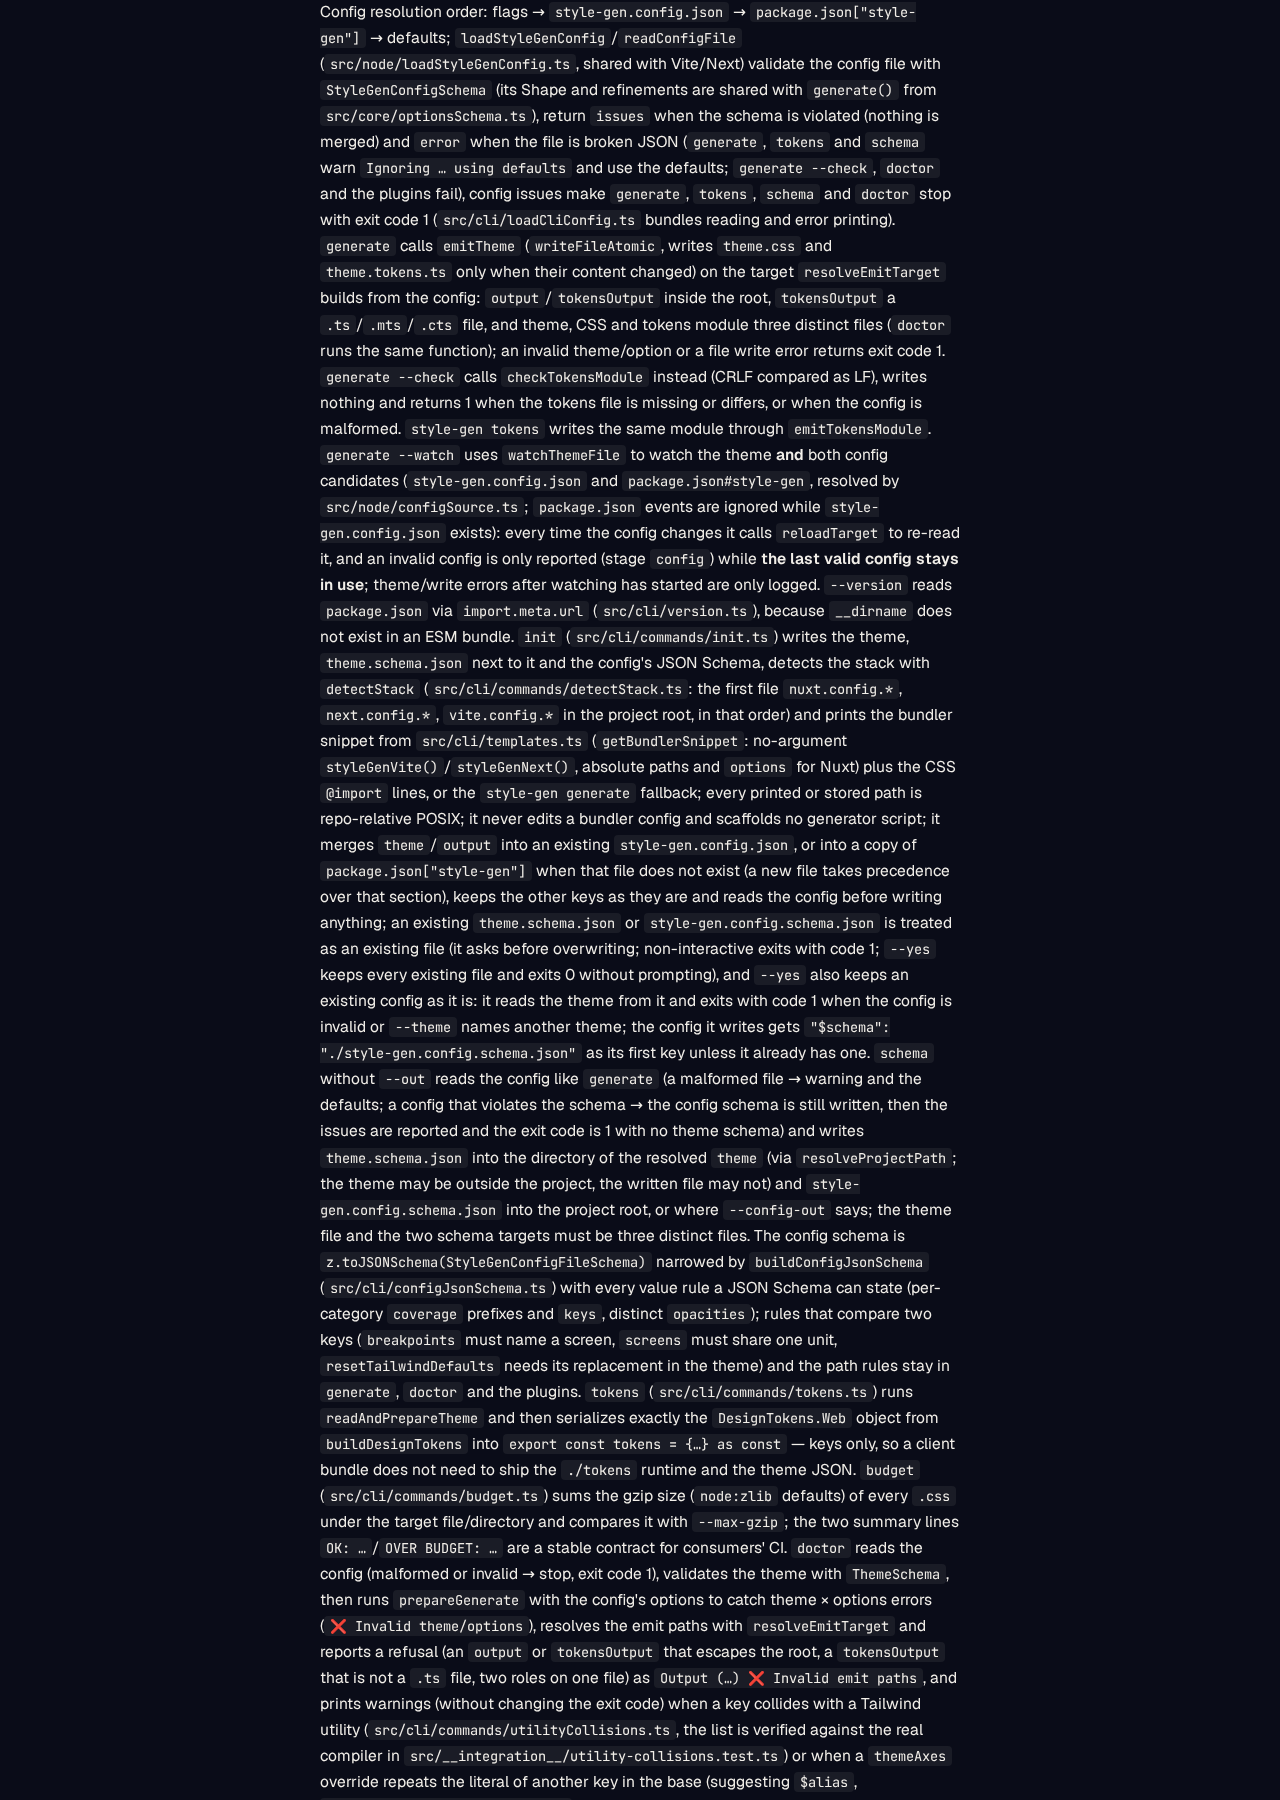 Config resolution order: flags → style-gen.config.json → package.json["style-
gen"] → defaults; loadStyleGenConfig / readConfigFile
( src/node/loadStyleGenConfig.ts , shared with Vite/Next) validate the config file with
StyleGenConfigSchema (its Shape and refinements are shared with generate() from
src/core/optionsSchema.ts ), return issues when the schema is violated (nothing is
merged) and error when the file is broken JSON ( generate , tokens and schema
warn Ignoring … using defaults and use the defaults; generate --check , doctor
and the plugins fail), config issues make generate , tokens , schema and doctor stop
with exit code 1 ( src/cli/loadCliConfig.ts bundles reading and error printing).
generate calls emitTheme ( writeFileAtomic , writes theme.css and
theme.tokens.ts only when their content changed) on the target resolveEmitTarget
builds from the config: output / tokensOutput inside the root, tokensOutput a
.ts / .mts / .cts file, and theme, CSS and tokens module three distinct files ( doctor
runs the same function); an invalid theme/option or a file write error returns exit code 1.
generate --check calls checkTokensModule instead (CRLF compared as LF), writes
nothing and returns 1 when the tokens file is missing or differs, or when the config is
malformed. style-gen tokens writes the same module through emitTokensModule .
generate --watch uses watchThemeFile to watch the theme and both config
candidates ( style-gen.config.json and package.json#style-gen , resolved by
src/node/configSource.ts ; package.json events are ignored while style-
gen.config.json exists): every time the config changes it calls reloadTarget to re-read
it, and an invalid config is only reported (stage config ) while the last valid config stays
in use; theme/write errors after watching has started are only logged. --version reads
package.json via import.meta.url ( src/cli/version.ts ), because __dirname does
not exist in an ESM bundle. init ( src/cli/commands/init.ts ) writes the theme,
theme.schema.json next to it and the config's JSON Schema, detects the stack with
detectStack ( src/cli/commands/detectStack.ts : the first file nuxt.config.* ,
next.config.* , vite.config.* in the project root, in that order) and prints the bundler
snippet from src/cli/templates.ts ( getBundlerSnippet : no-argument
styleGenVite() / styleGenNext() , absolute paths and options for Nuxt) plus the CSS
@import lines, or the style-gen generate fallback; every printed or stored path is
repo-relative POSIX; it never edits a bundler config and scaffolds no generator script; it
merges theme / output into an existing style-gen.config.json , or into a copy of
package.json["style-gen"] when that file does not exist (a new file takes precedence
over that section), keeps the other keys as they are and reads the config before writing
anything; an existing theme.schema.json or style-gen.config.schema.json is treated
as an existing file (it asks before overwriting; non-interactive exits with code 1; --yes
keeps every existing file and exits 0 without prompting), and --yes also keeps an
existing config as it is: it reads the theme from it and exits with code 1 when the config is
invalid or --theme names another theme; the config it writes gets "$schema":
"./style-gen.config.schema.json" as its first key unless it already has one. schema
without --out reads the config like generate (a malformed file → warning and the
defaults; a config that violates the schema → the config schema is still written, then the
issues are reported and the exit code is 1 with no theme schema) and writes
theme.schema.json into the directory of the resolved theme (via resolveProjectPath ;
the theme may be outside the project, the written file may not) and style-
gen.config.schema.json into the project root, or where --config-out says; the theme
file and the two schema targets must be three distinct files. The config schema is
z.toJSONSchema(StyleGenConfigFileSchema) narrowed by buildConfigJsonSchema
( src/cli/configJsonSchema.ts ) with every value rule a JSON Schema can state (per-
category coverage prefixes and keys , distinct opacities ); rules that compare two
keys ( breakpoints must name a screen, screens must share one unit,
resetTailwindDefaults needs its replacement in the theme) and the path rules stay in
generate , doctor and the plugins. tokens ( src/cli/commands/tokens.ts ) runs
readAndPrepareTheme and then serializes exactly the DesignTokens.Web object from
buildDesignTokens into export const tokens = {…} as const — keys only, so a client
bundle does not need to ship the ./tokens runtime and the theme JSON. budget
( src/cli/commands/budget.ts ) sums the gzip size ( node:zlib defaults) of every .css
under the target file/directory and compares it with --max-gzip ; the two summary lines
OK: … / OVER BUDGET: … are a stable contract for consumers' CI. doctor reads the
config (malformed or invalid → stop, exit code 1), validates the theme with ThemeSchema ,
then runs prepareGenerate with the config's options to catch theme × options errors
( ❌ Invalid theme/options ), resolves the emit paths with resolveEmitTarget and
reports a refusal (an output or tokensOutput that escapes the root, a tokensOutput
that is not a .ts file, two roles on one file) as Output (…) ❌ Invalid emit paths , and
prints warnings (without changing the exit code) when a key collides with a Tailwind
utility ( src/cli/commands/utilityCollisions.ts , the list is verified against the real
compiler in src/__integration__/utility-collisions.test.ts ) or when a themeAxes
override repeats the literal of another key in the base (suggesting $alias ,